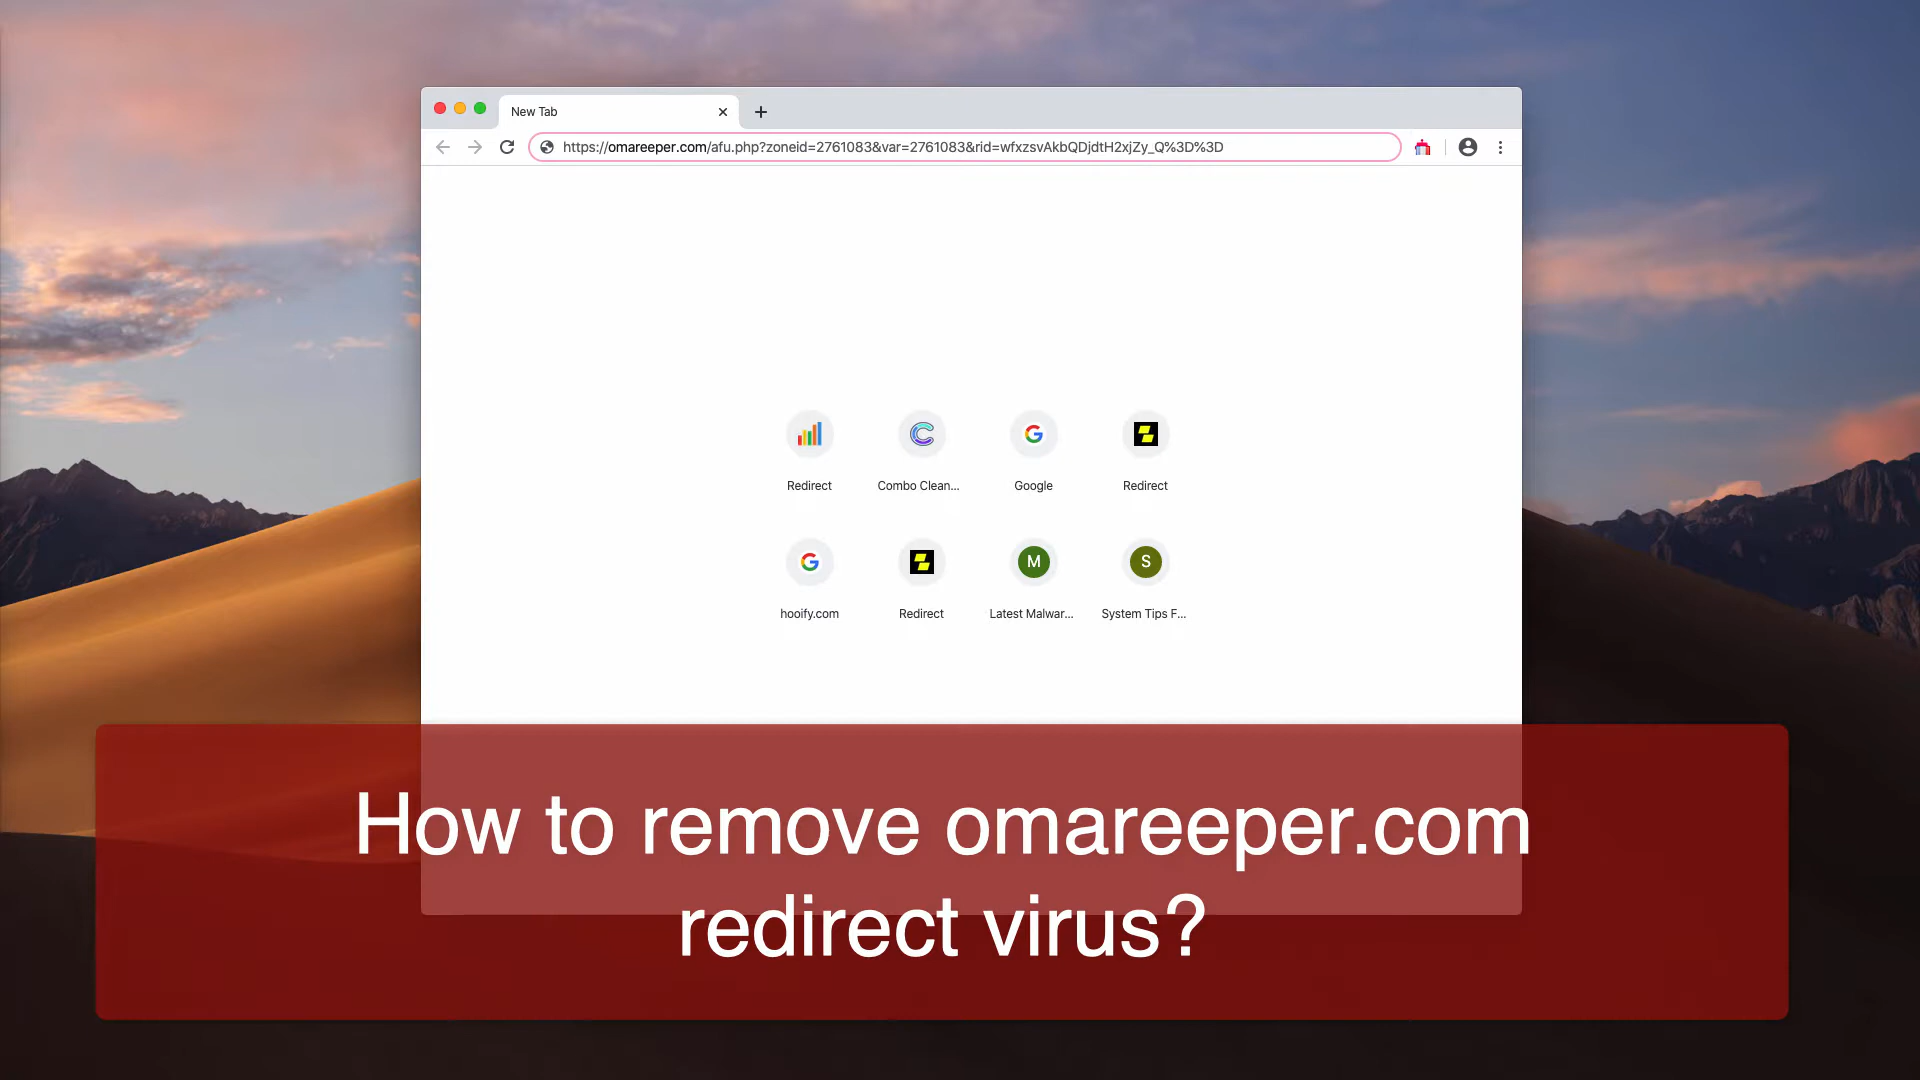 New Tab
https://omareeper.com/afu.php?zoneid=2761083&var=2761083&rid=wfxzsvAkbQDjdtH2xjZy_Q%3D%3D
Redirect
Combo Clean...
Google
Redirect
hooify.com
Redirect
M
Latest Malwar...
S
System Tips F...
How to remove omareeper.com
redirect virus?